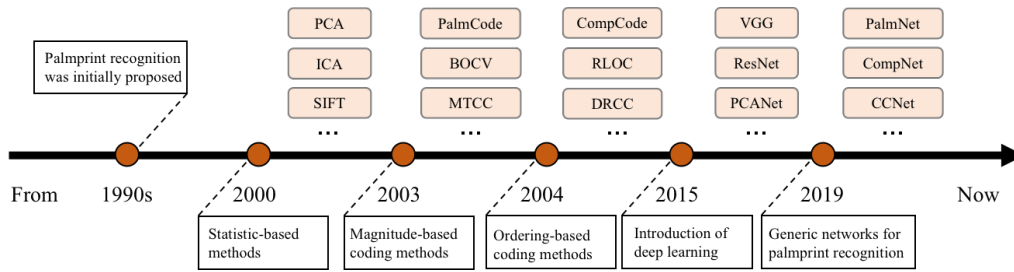 PCA
PalmCode
CompCode
VGG
PalmNet
Palmprint recognition
was initially proposed
ICA
BOCV
RLOC
ResNet
CompNet
SIFT
MTCC
DRCC
PCANet
CCNet
... ... ... ... ...
From 1990s 2000 2003 2004 2015 2019 Now
Statistic-based
methods
Magnitude-based
coding methods
Ordering-based
coding methods
Introduction of
deep learning
Generic networks for
palmprint recognition